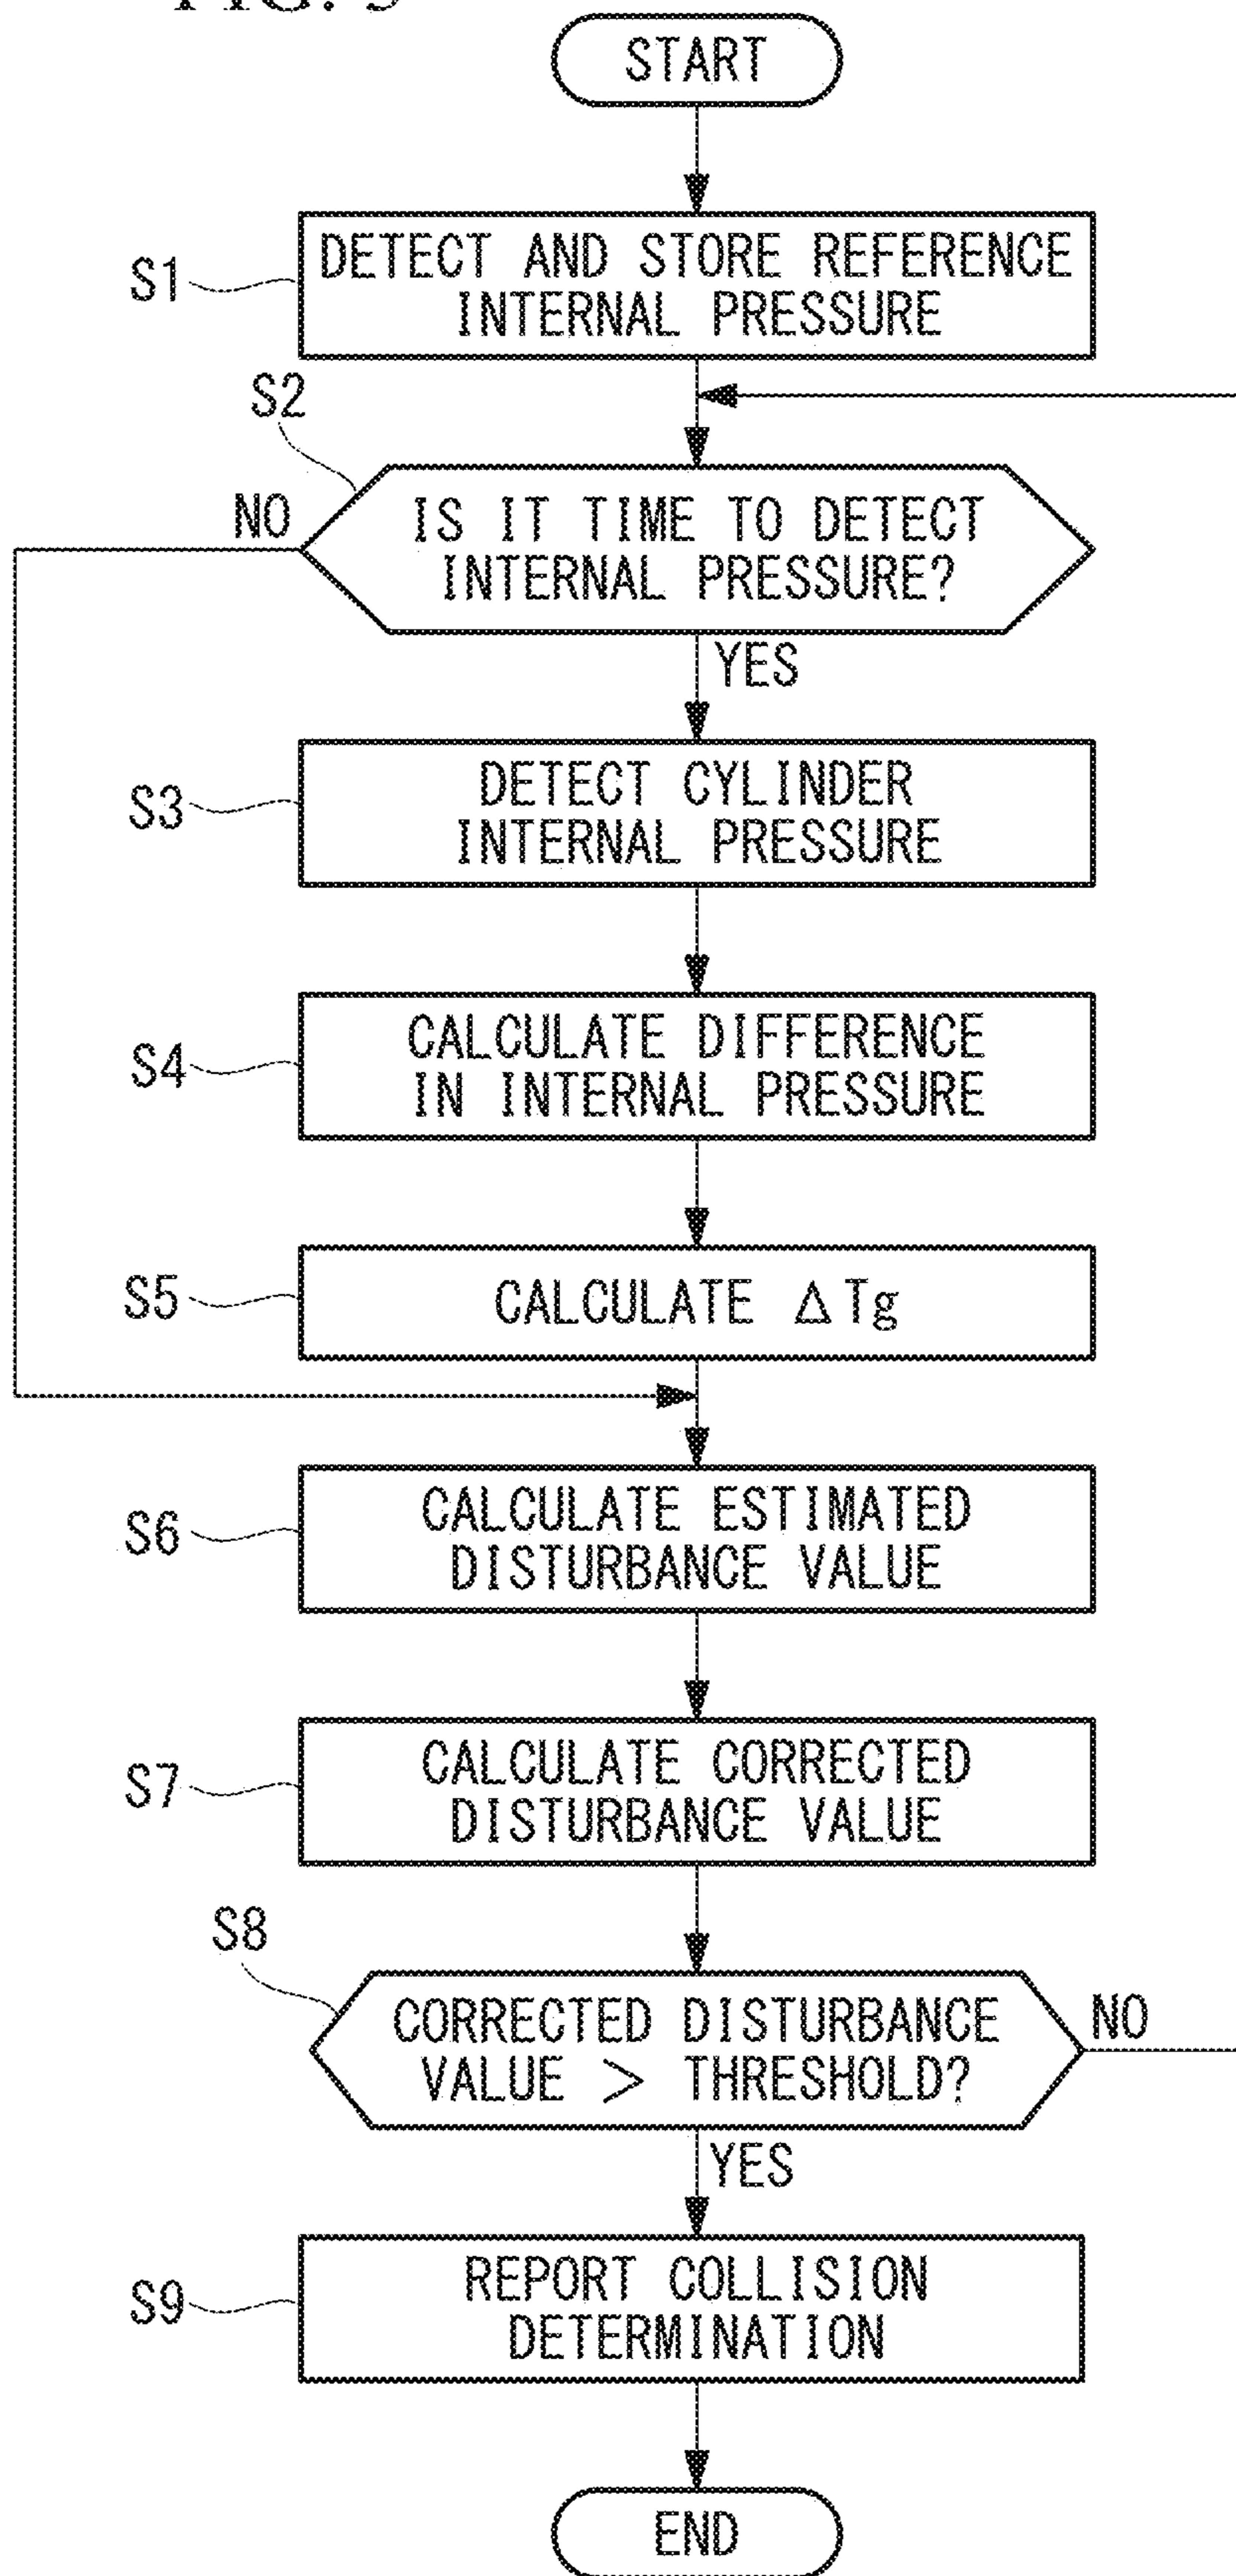 START
S1
DETECT AND STORE REFERENCE
INTERNAL PRESSURE
S2
NO
IS IT TIME TO DETECT
INTERNAL PRESSURE?
YES
S3
DETECT CYLINDER
INTERNAL PRESSURE
S4
CALCULATE DIFFERENCE
IN INTERNAL PRESSURE
S5
CALCULATE ΔTg
S6
CALCULATE ESTIMATED
DISTURBANCE VALUE
S7
CALCULATE CORRECTED
DISTURBANCE VALUE
S8
CORRECTED DISTURBANCE
VALUE > THRESHOLD?
NO
YES
S9
REPORT COLLISION
DETERMINATION
END